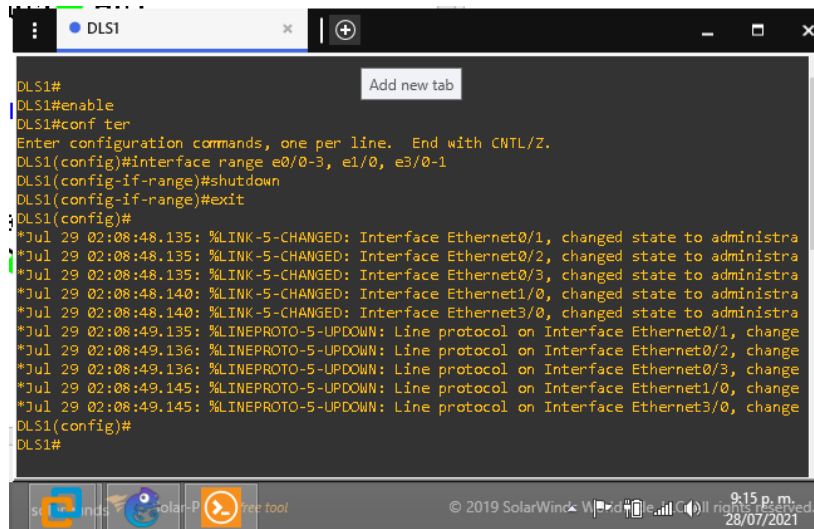 DLS1
Add new tab
DLS1#
DLS1#enable
DLS1#conf ter
Enter configuration commands, one per line. End with CNTL/Z.
DLS1(config)#interface range e0/0-3, e1/0, e3/0-1
DLS1(config-if-range)#shutdown
DLS1(config-if-range)#exit
DLS1(config)#
*Jul 29 02:08:48.135: %LINK-5-CHANGED: Interface Ethernet0/1, changed state to administra
*Jul 29 02:08:48.135: %LINK-5-CHANGED: Interface Ethernet0/2, changed state to administra
*Jul 29 02:08:48.135: %LINK-5-CHANGED: Interface Ethernet0/3, changed state to administra
*Jul 29 02:08:48.140: %LINK-5-CHANGED: Interface Ethernet1/0, changed state to administra
*Jul 29 02:08:48.140: %LINK-5-CHANGED: Interface Ethernet3/0, changed state to administra
*Jul 29 02:08:49.135: %LINEPROTO-5-UPDOWN: Line protocol on Interface Ethernet0/1, change
*Jul 29 02:08:49.136: %LINEPROTO-5-UPDOWN: Line protocol on Interface Ethernet0/2, change
*Jul 29 02:08:49.136: %LINEPROTO-5-UPDOWN: Line protocol on Interface Ethernet0/3, change
*Jul 29 02:08:49.145: %LINEPROTO-5-UPDOWN: Line protocol on Interface Ethernet1/0, change
*Jul 29 02:08:49.145: %LINEPROTO-5-UPDOWN: Line protocol on Interface Ethernet3/0, change
DLS1(config)#
DLS1#
free tool
© 2019 SolarWinds rights reserved.
9:15 p. m.
28/07/2021